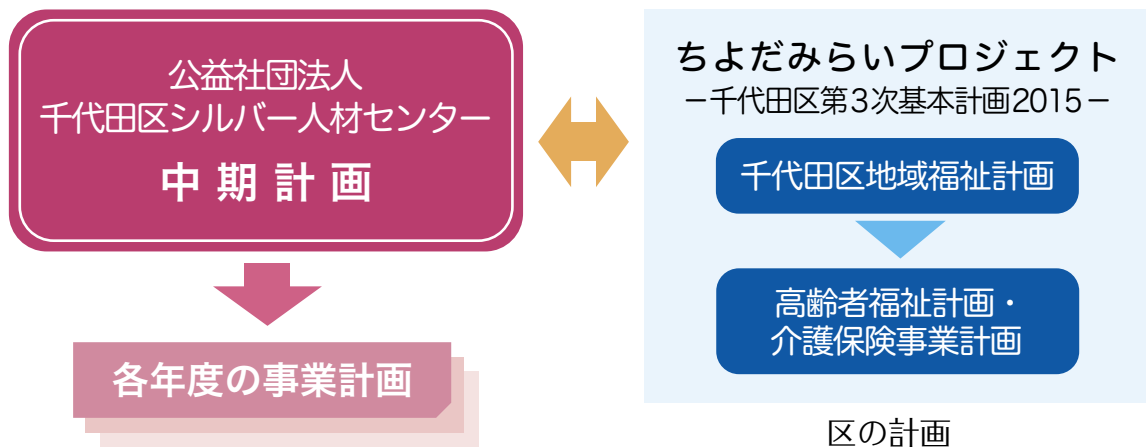 公益社団法人
千代田区シルバー人材センター
中期計画
各年度の事業計画
ちよだみらいプロジェクト
−千代田区第3次基本計画2015−
千代田区地域福祉計画
高齢者福祉計画・
介護保険事業計画
区の計画